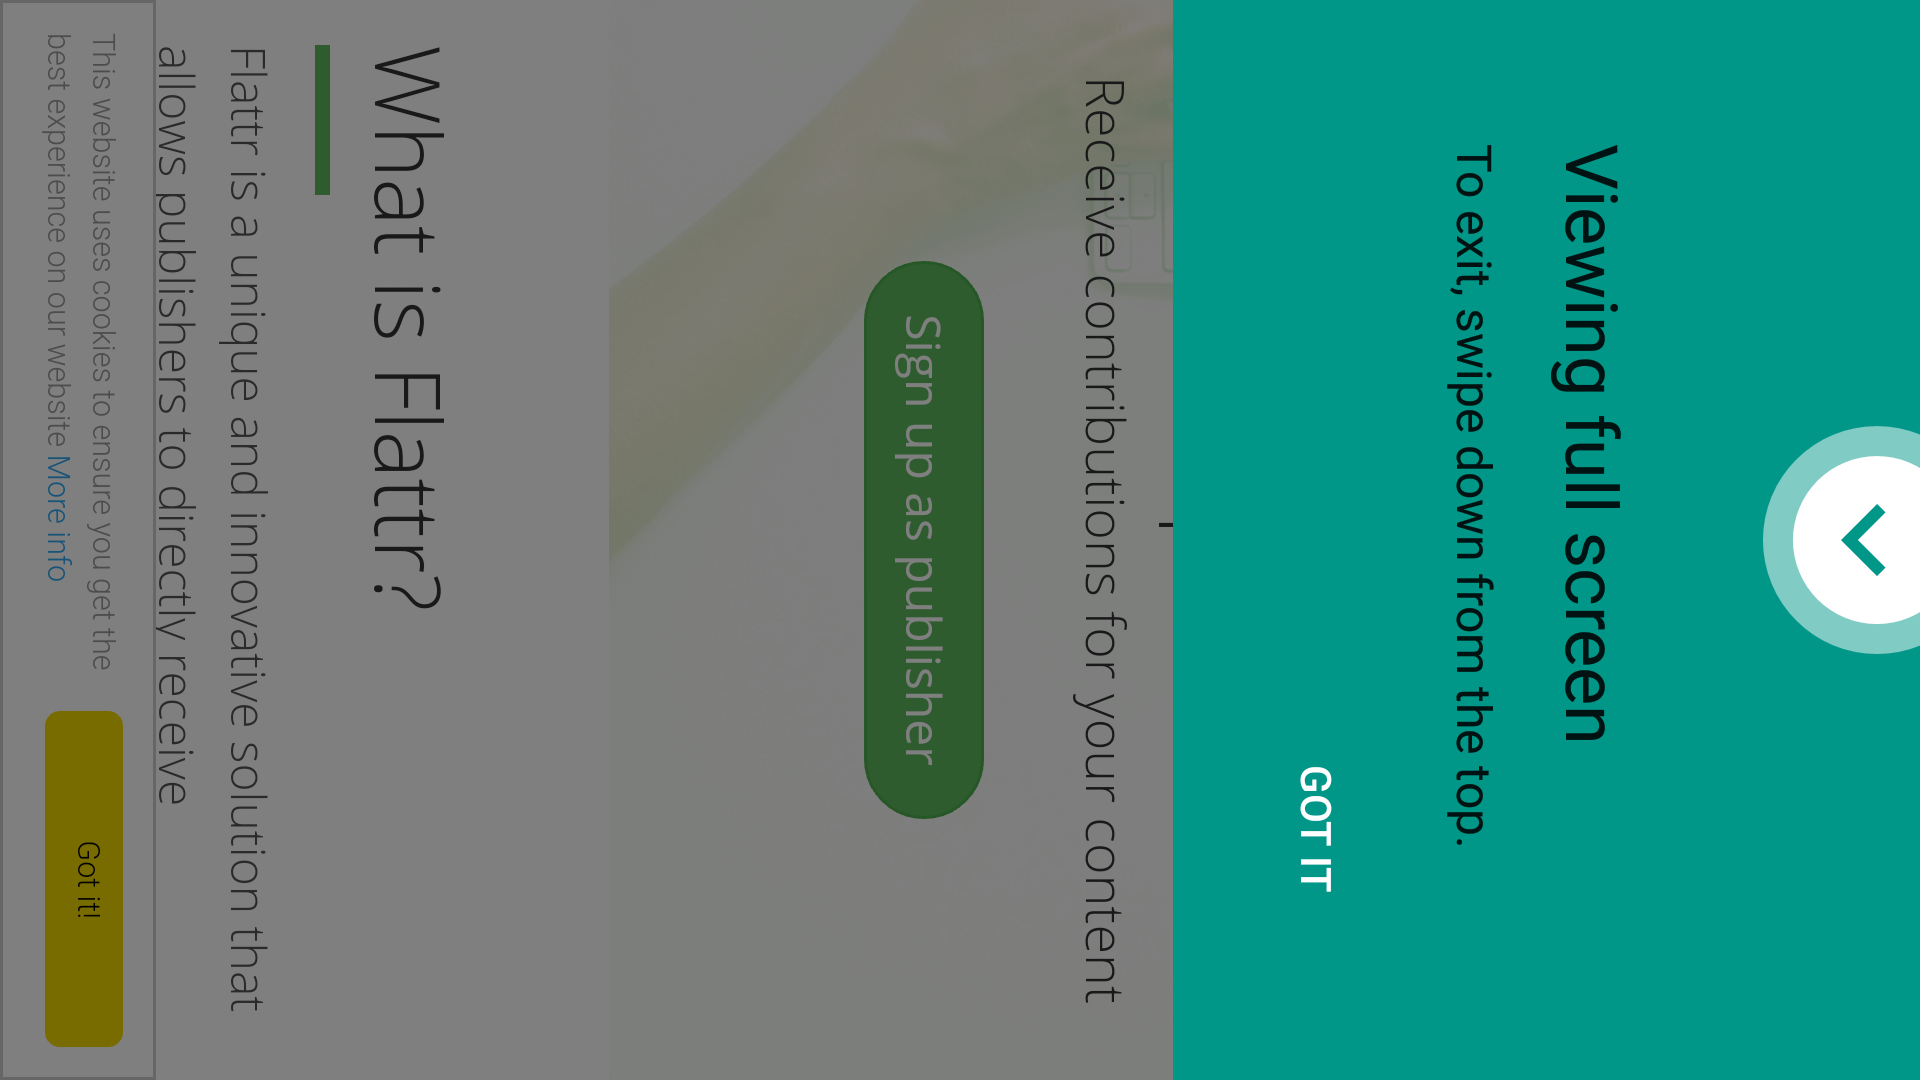 Viewing full screen
To exit, swipe down from the top.
GOT IT
Receive contributions for your content
Sign up as publisher
What is Flattr?
Flattr is a unique and innovative solution that
allows publishers to directly receive
This website uses cookies to ensure you get the
best experience on our website More info
Got it!